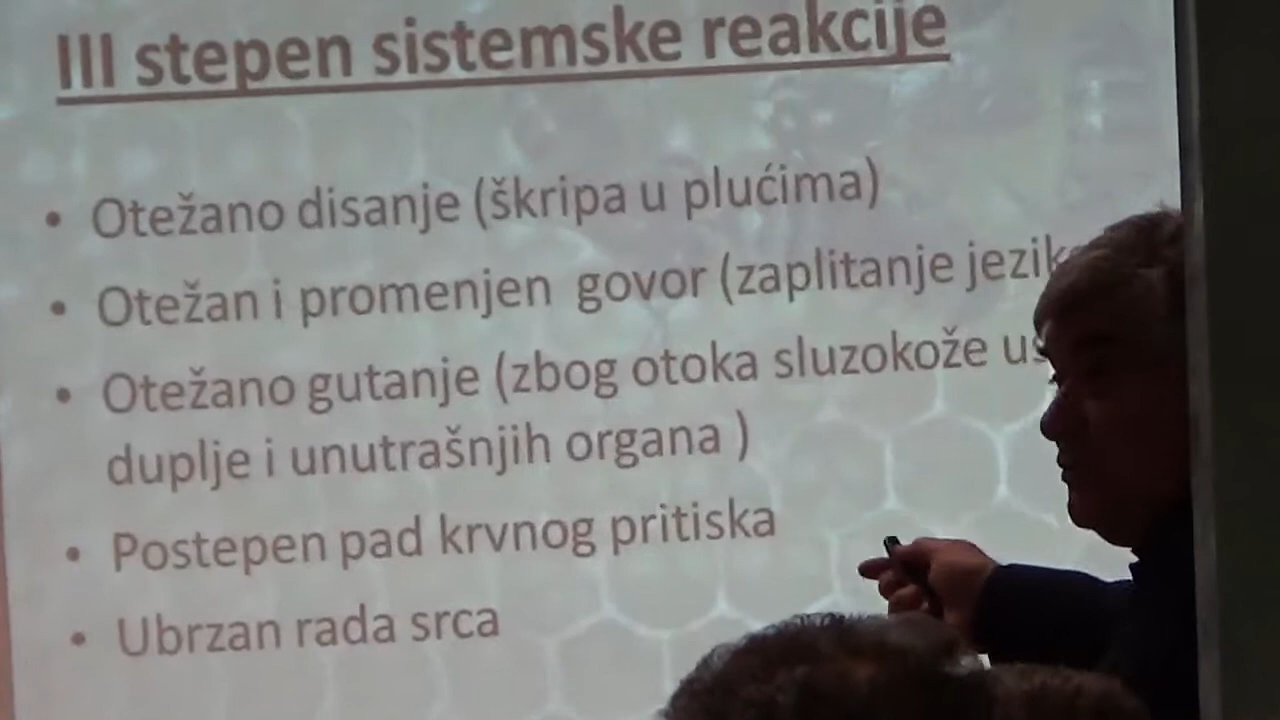 III stepen sistemske reakcije
• Otežano disanje (škripa u plućima)
• Otežan i promenjen govor (zaplitanje
• Otežano gutanje (zbog otoka sluzokože
duplje i unutrašnjih organa )
• Postepen pad krvnog pritiska
• Ubrzan rada srca